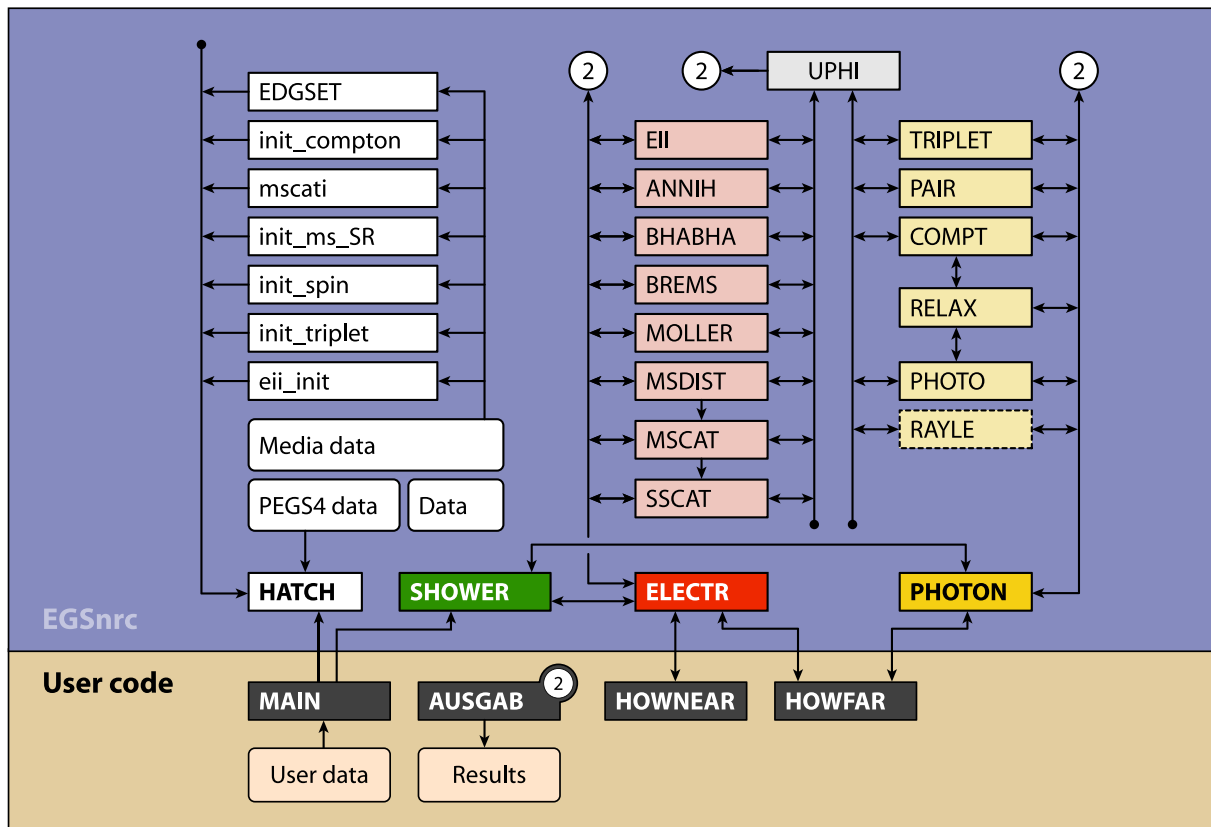 2
2
UPHI
2
EDGSET
init_compton
mscati
init_ms_SR
init_spin
init_triplet
eii_init
Media data
PEGS4 data
Data
EII
ANNIH
BHABHA
BREMS
MOLLER
MSDIST
MSCAT
SSCAT
TRIPLET
PAIR
COMPT
RELAX
PHOTO
RAYLE
HATCH
SHOWER
ELECTR
PHOTON
EGSnrc
User code
MAIN
AUSGAB
2
HOWNEAR
HOWFAR
User data
Results